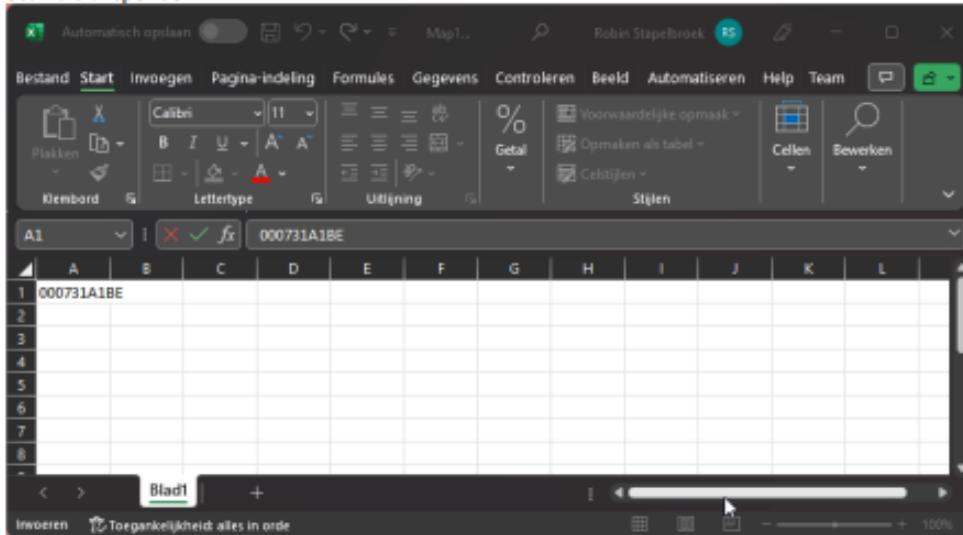 Automatisch opslaan Map1... Robin Stapelbroek RS
Bestand Start Invoegen Pagina-indeling Formules Gegevens Controleren Beeld Automatiseren Help Team
Calibri 11 % Voorwaardelijke opmaak
Plakken B I U A A Getal Opmaken als tabel Cellen Bewerken
A Celstijlen
Klembord Lettertype Uitlijning Stijlen
A1 fx 000731A1BE
A B C D E F G H I J K L
1 000731A1BE
2
3
4
5
6
7
8
Blad1 +
Invoeren Toegankelijkheid: alles in orde - + 100%